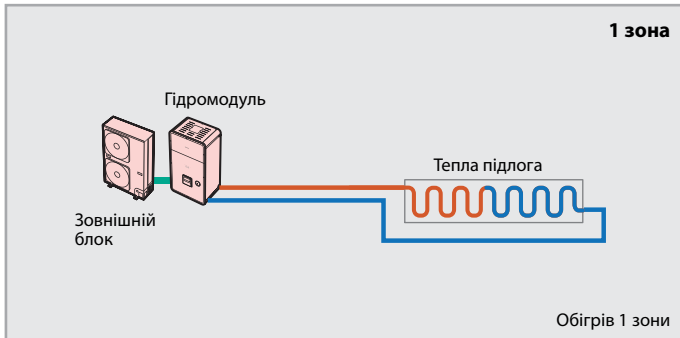 1 зона
Гідромодуль
Тепла підлога
Зовнішній
блок
Обігрів 1 зони